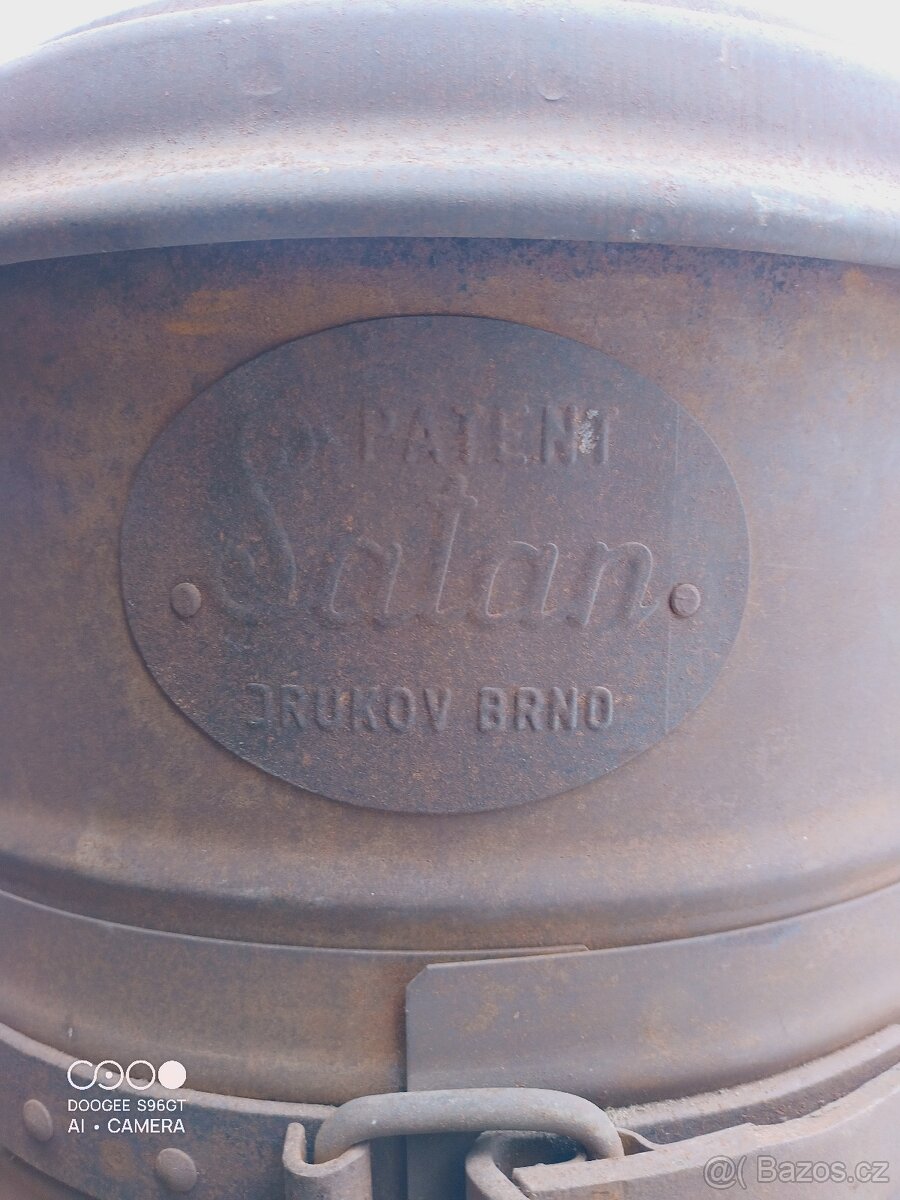 PATENT
Satan
DRUKOV BRNO
DOOGEE S96GT
AI • CAMERA
@( Bazos.cz